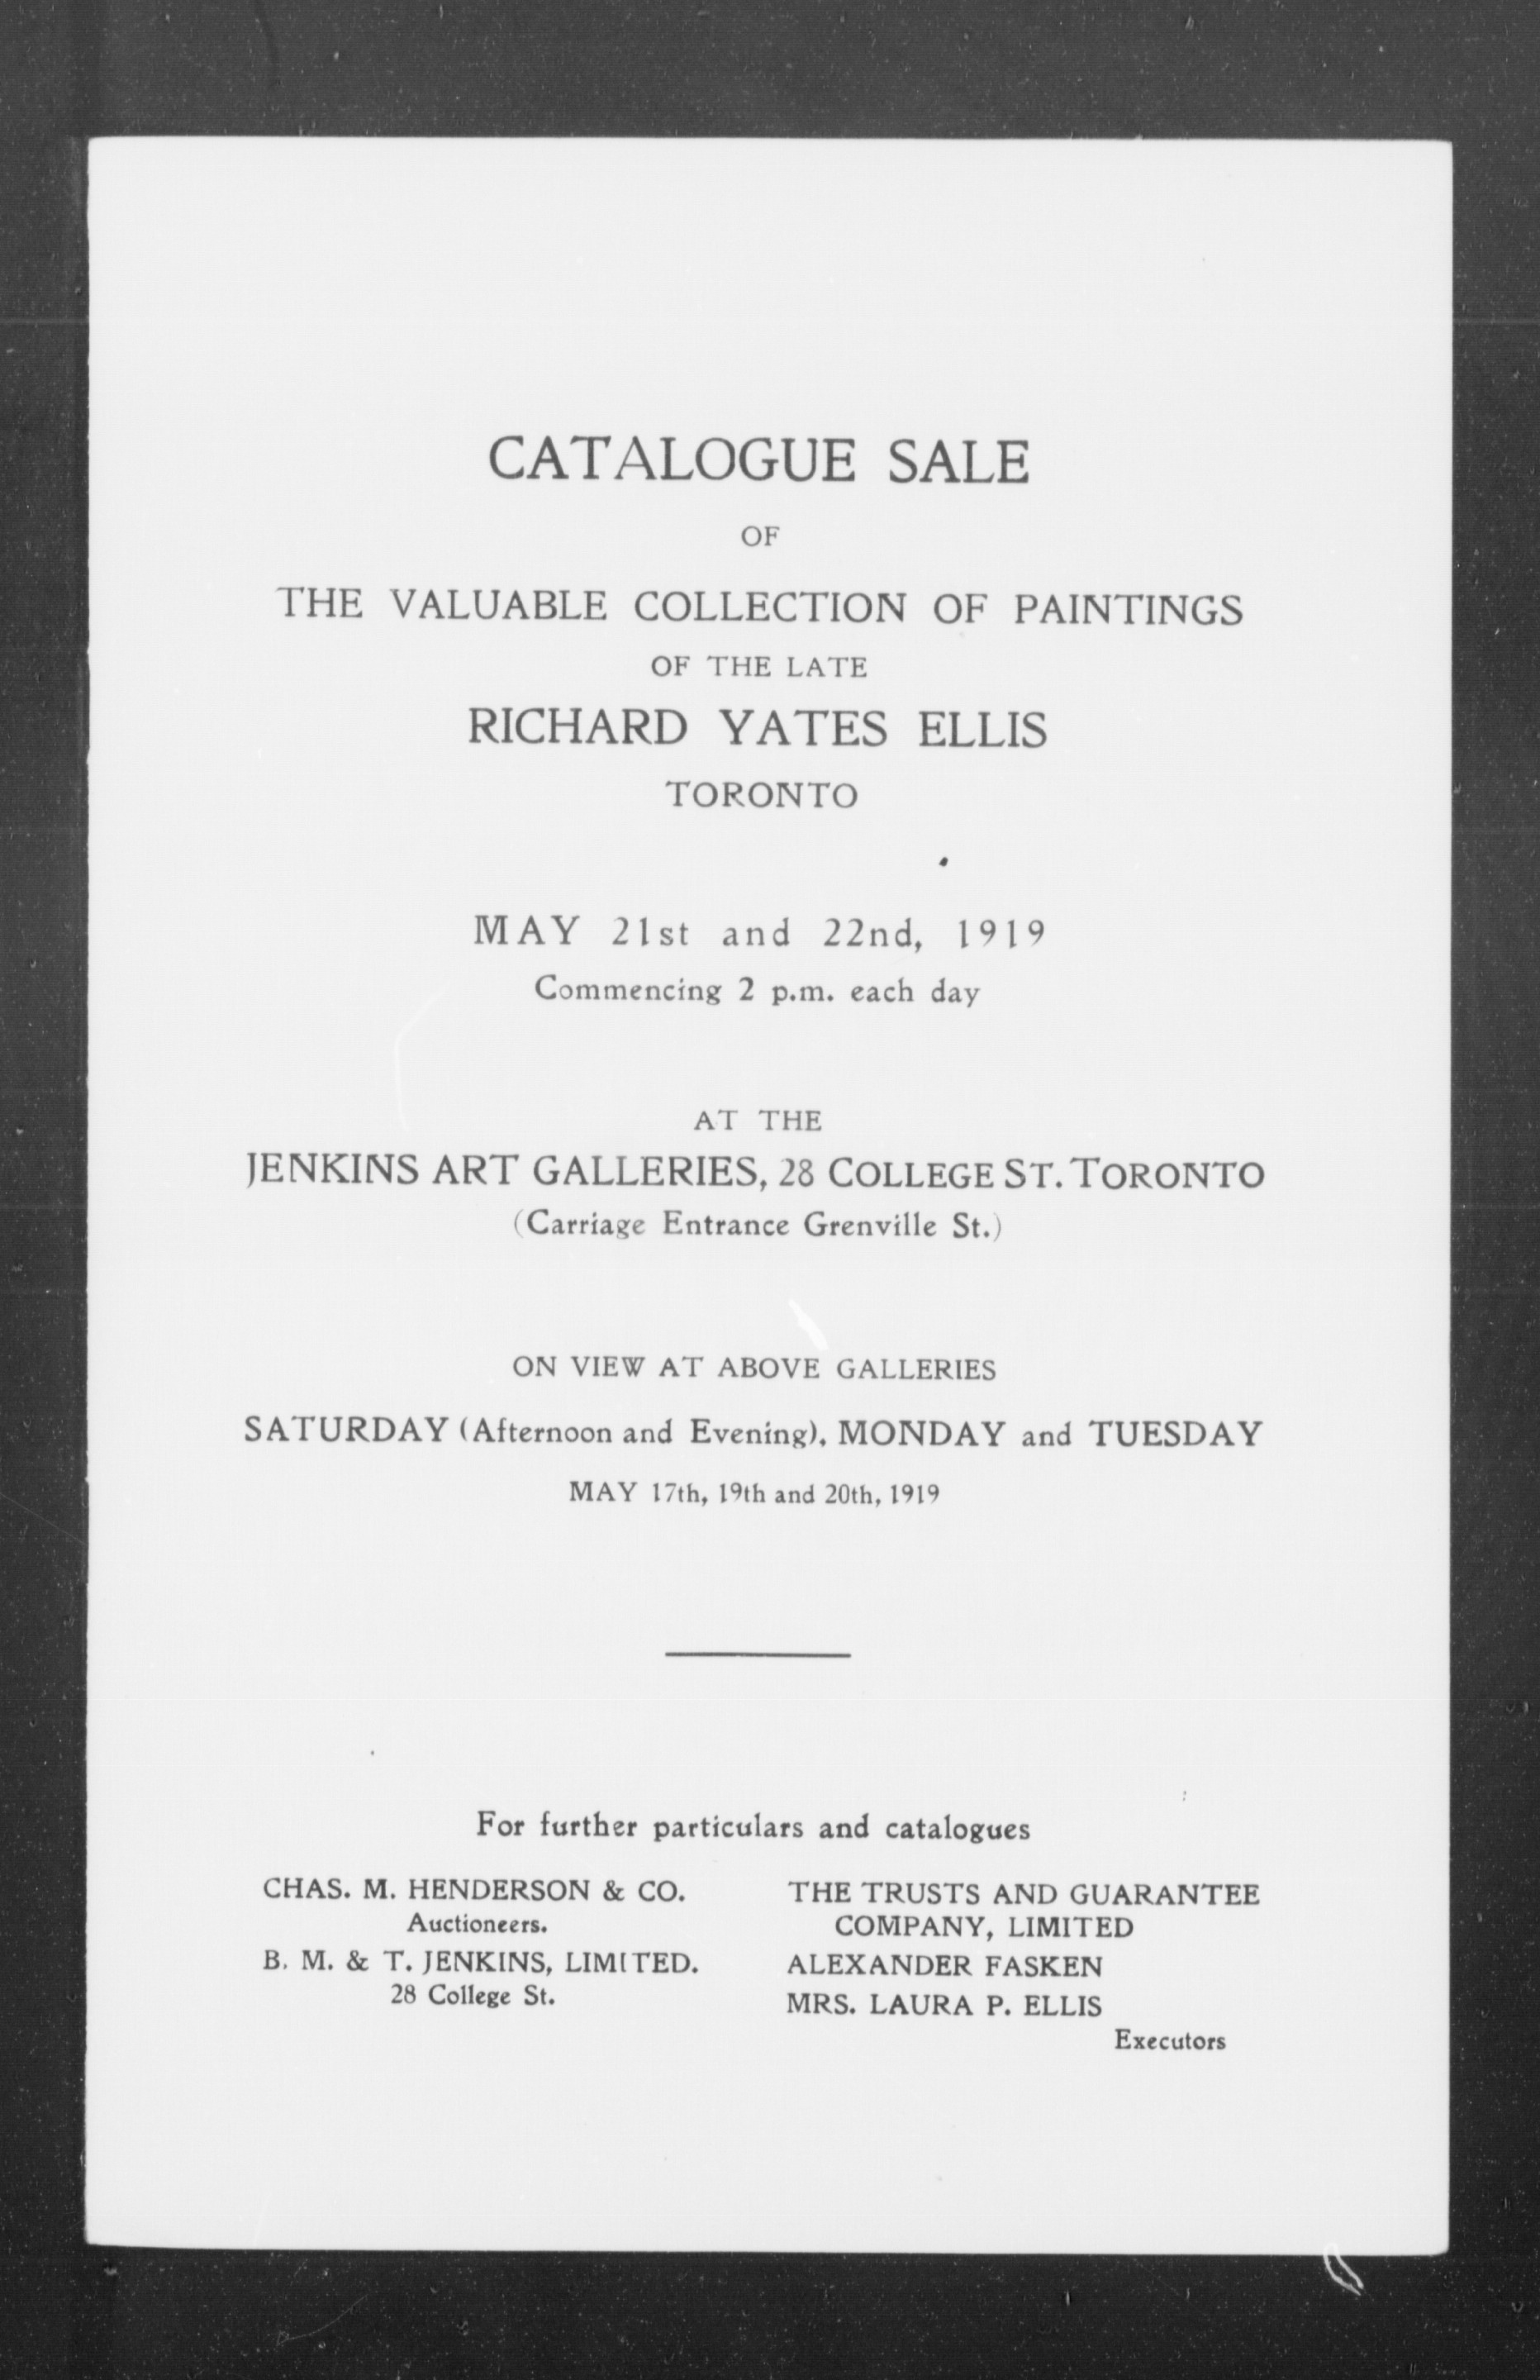 CATALOGUE SALE
OF
THE VALUABLE COLLECTION OF PAINTINGS
OF THE LATE
RICHARD YATES ELLIS
TORONTO
MAY 21st and 22nd, 1919
Commencing 2 p.m. each day
AT THE
JENKINS ART GALLERIES, 28 COLLEGE ST. TORONTO
(Carriage Entrance Grenville St.)
ON VIEW AT ABOVE GALLERIES
SATURDAY (Afternoon and Evening), MONDAY and TUESDAY
MAY 17th, 19th and 20th, 1919
For further particulars and catalogues
CHAS. M. HENDERSON & CO.
Auctioneers.
B. M. & T. JENKINS, LIMITED.
28 College St.
THE TRUSTS AND GUARANTEE
COMPANY, LIMITED
ALEXANDER FASKEN
MRS. LAURA P. ELLIS
Executors